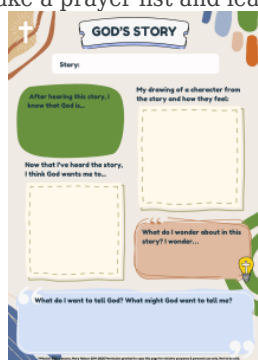 ake a prayer list and lea
GOD'S STORY
Story:
After hearing this story, I
know that God is...
My drawing of a character from
the story and how they feel:
Now that I've heard the story,
I think God wants me to...
What do I wonder about in this
story? I wonder...
What do I want to tell God? What might God want to tell me?